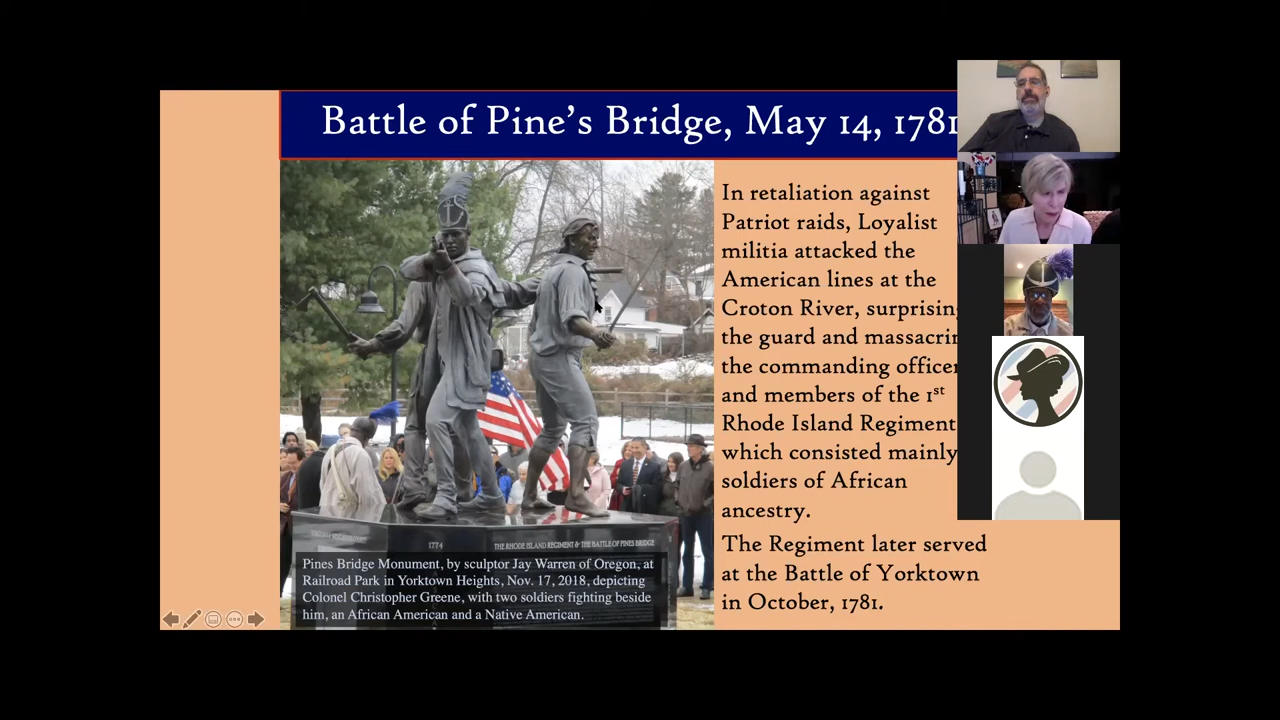 Battle of Pine's Bridge, May 14, 1781
In retaliation against
Patriot raids, Loyalist
militia attacked the
American lines at the
Croton River, surprising
the guard and massacrin
the commanding officer
and members of the 1st
Rhode Island Regiment
which consisted mainly
soldiers of African
ancestry.
The Regiment later served
at the Battle of Yorktown
in October, 1781.
1774
THE RHODE ISLAND REGIMENT & THE BATTLE OF PINES BRIDGE
Pines Bridge Monument, by sculptor Jay Warren of Oregon, at
Railroad Park in Yorktown Heights, Nov. 17, 2018, depicting
Colonel Christopher Greene, with two soldiers fighting beside
him, an African American and a Native American.